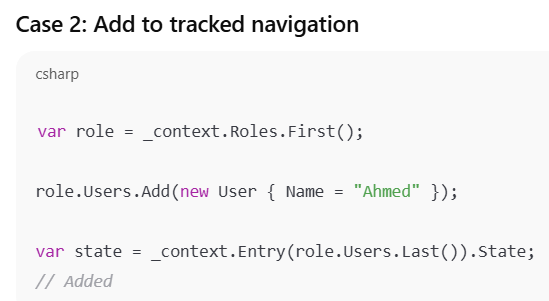 Case 2: Add to tracked navigation
csharp
var role = _context.Roles.First();
role.Users.Add(new User { Name = "Ahmed" });
var state = _context.Entry(role.Users.Last()).State;
// Added